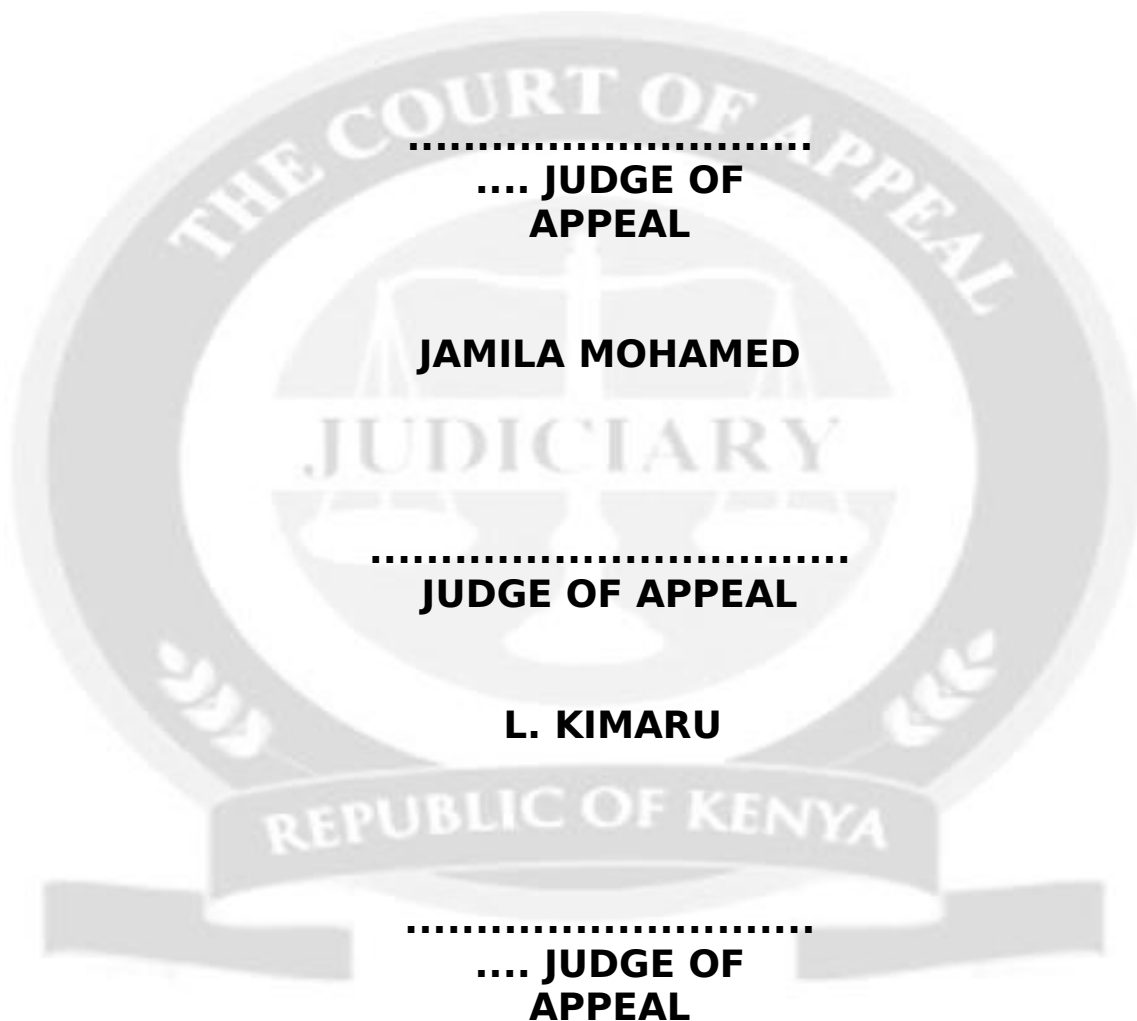 THE COURT OF APPEAL
.............................
.... JUDGE OF
APPEAL
JAMILA MOHAMED
JUDICIARY
..................................
JUDGE OF APPEAL
L. KIMARU
REPUBLIC OF KENYA
.............................
.... JUDGE OF
APPEAL